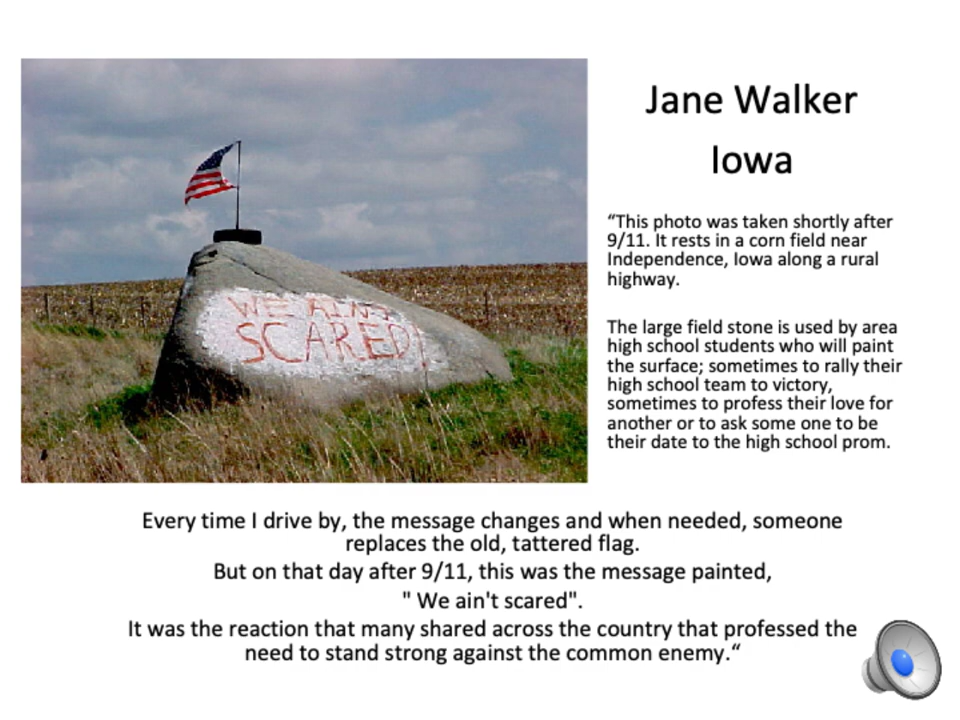 Jane Walker
Iowa
“This photo was taken shortly after
9/11. It rests in a corn field near
Independence, Iowa along a rural
highway.
The large field stone is used by area
high school students who will paint
the surface; sometimes to rally their
high school team to victory,
sometimes to profess their love for
another or to ask some one to be
their date to the high school prom.
WE AINT
SCARED!
Every time I drive by, the message changes and when needed, someone
replaces the old, tattered flag.
But on that day after 9/11, this was the message painted,
" We ain't scared".
It was the reaction that many shared across the country that professed the
need to stand strong against the common enemy.“